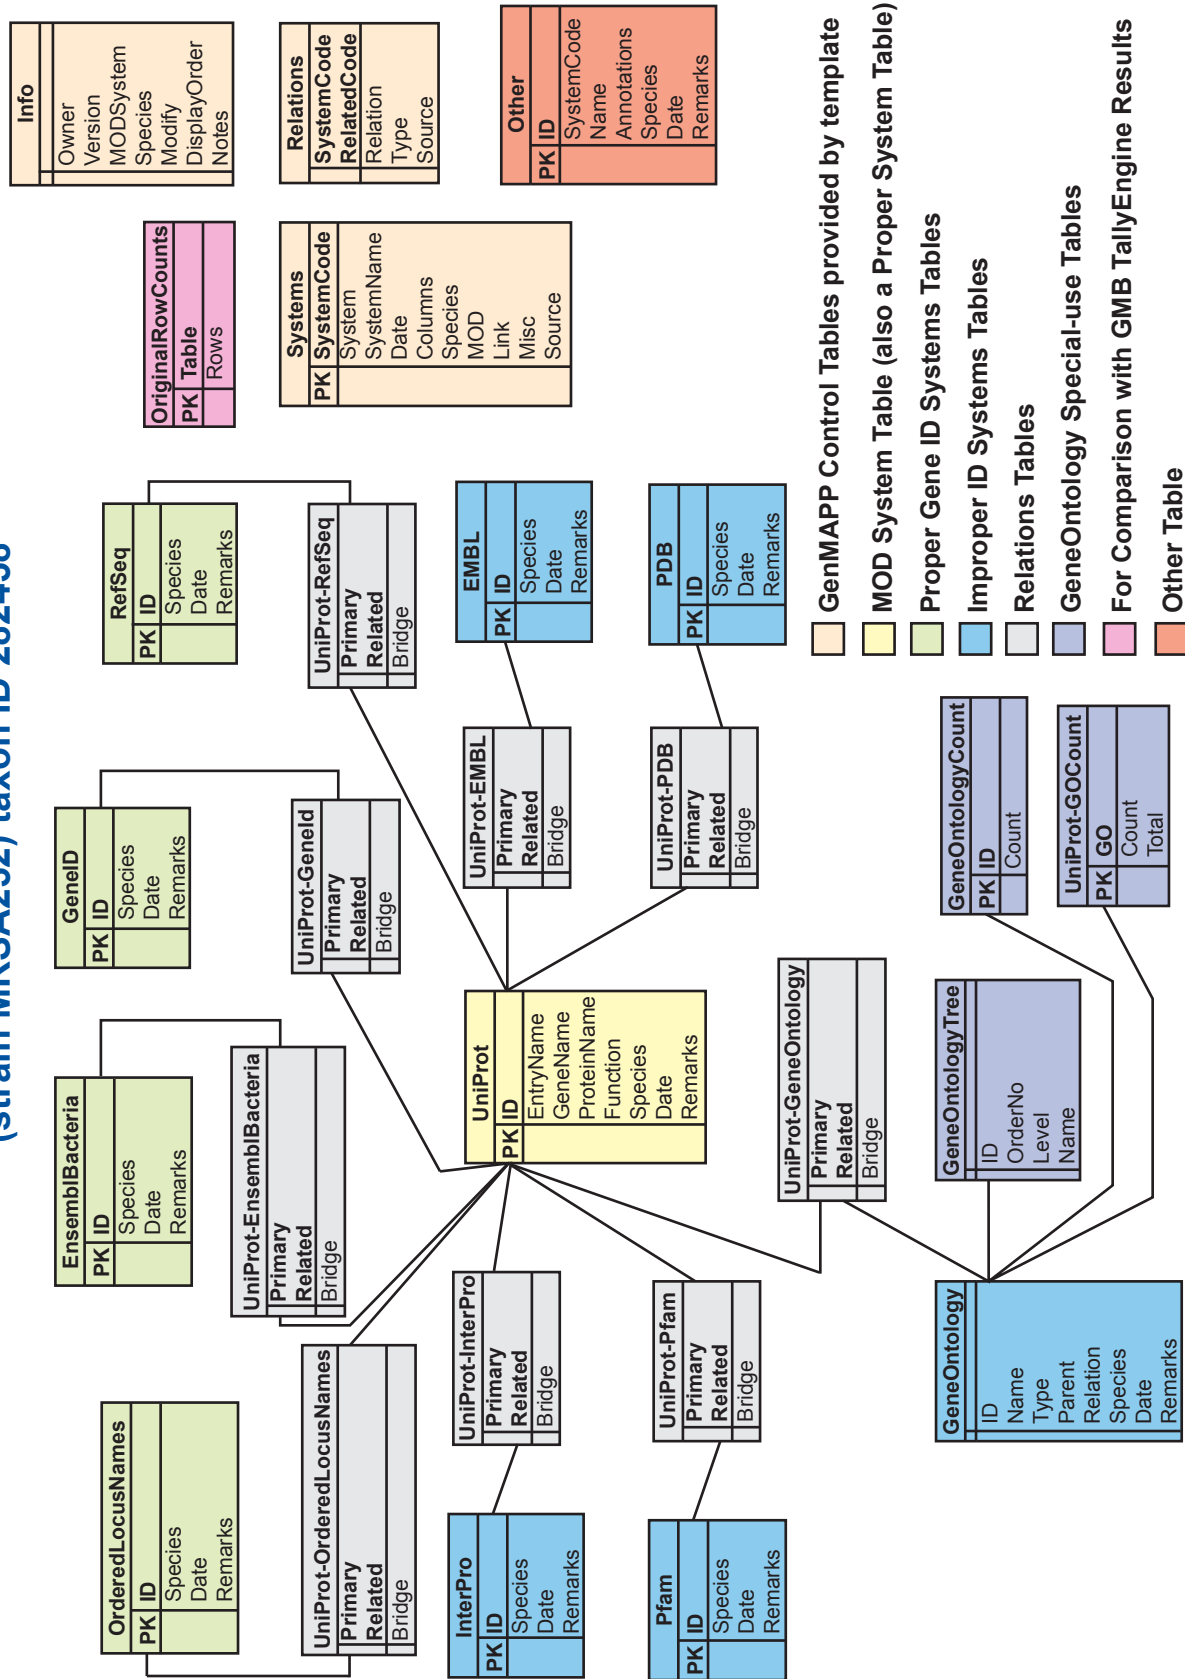 (strain MRSA252) taxon ID 282458
OrderedLocusNames
PK ID
Species
Date
Remarks
EnsemblBacteria
PK ID
Species
Date
Remarks
GeneID
PK ID
Species
Date
Remarks
RefSeq
PK ID
Species
Date
Remarks
OriginalRowCounts
PK Table
Rows
Info
Owner
Version
MODSystem
Species
Modify
DisplayOrder
Notes
UniProt-OrderedLocusNames
Primary
Related
Bridge
UniProt-EnsemblBacteria
Primary
Related
Bridge
UniProt-GeneId
Primary
Related
Bridge
UniProt-RefSeq
Primary
Related
Bridge
Systems
PK SystemCode
System
SystemName
Date
Columns
Species
MOD
Link
Misc
Source
Relations
SystemCode
RelatedCode
Relation
Type
Source
InterPro
PK ID
Species
Date
Remarks
UniProt-InterPro
Primary
Related
Bridge
UniProt
PK ID
EntryName
GeneName
ProteinName
Function
Species
Date
Remarks
UniProt-EMBL
Primary
Related
Bridge
EMBL
PK ID
Species
Date
Remarks
Other
PK ID
SystemCode
Name
Annotations
Species
Date
Remarks
Pfam
PK ID
Species
Date
Remarks
UniProt-Pfam
Primary
Related
Bridge
UniProt-PDB
Primary
Related
Bridge
PDB
PK ID
Species
Date
Remarks
UniProt-GeneOntology
Primary
Related
Bridge
GeneOntology
ID
Name
Type
Parent
Relation
Species
Date
Remarks
GeneOntologyTree
ID
OrderNo
Level
Name
GeneOntologyCount
PK ID
Count
UniProt-GOCount
PK GO
Count
Total
GenMAPP Control Tables provided by template
MOD System Table (also a Proper System Table)
Proper Gene ID Systems Tables
Improper ID Systems Tables
Relations Tables
GeneOntology Special-use Tables
For Comparison with GMB TallyEngine Results
Other Table